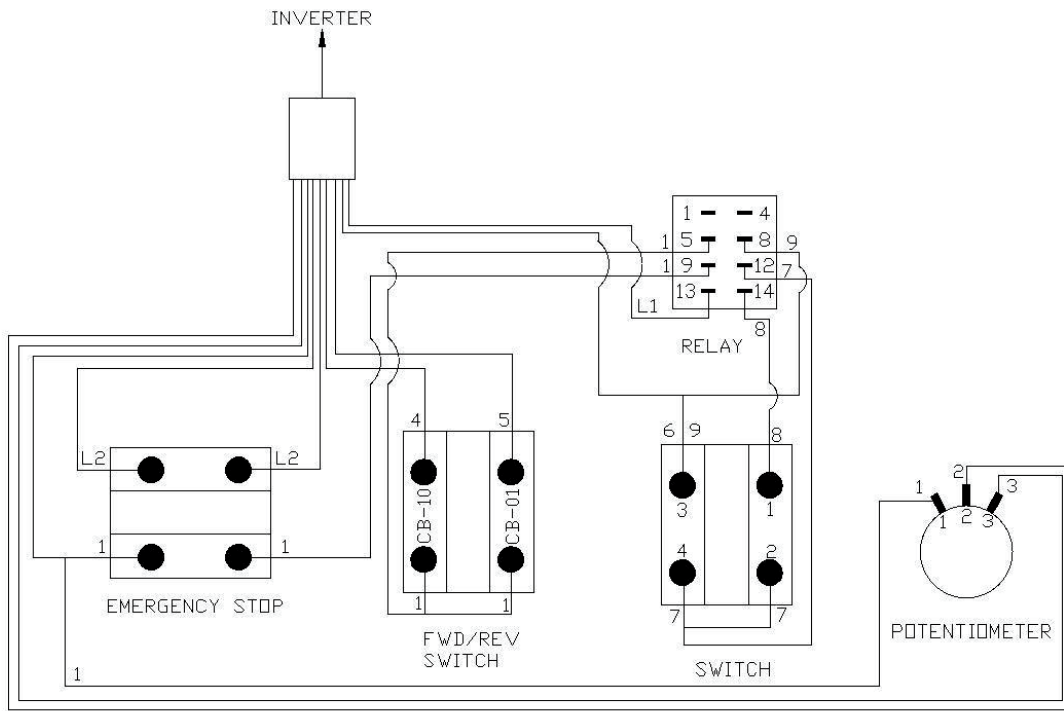 INVERTER
1 4
1 5 8 9
1 9 12 7
13 14
L1
8
RELAY
4 5
6 9 8
L2 L2
CB-10 CB-01
3 1
1 2 3
1 2 3
1 1
4 2
1 1
7 7
EMERGENCY STOP
FWD/REV
SWITCH
POTENTIOMETER
SWITCH
1